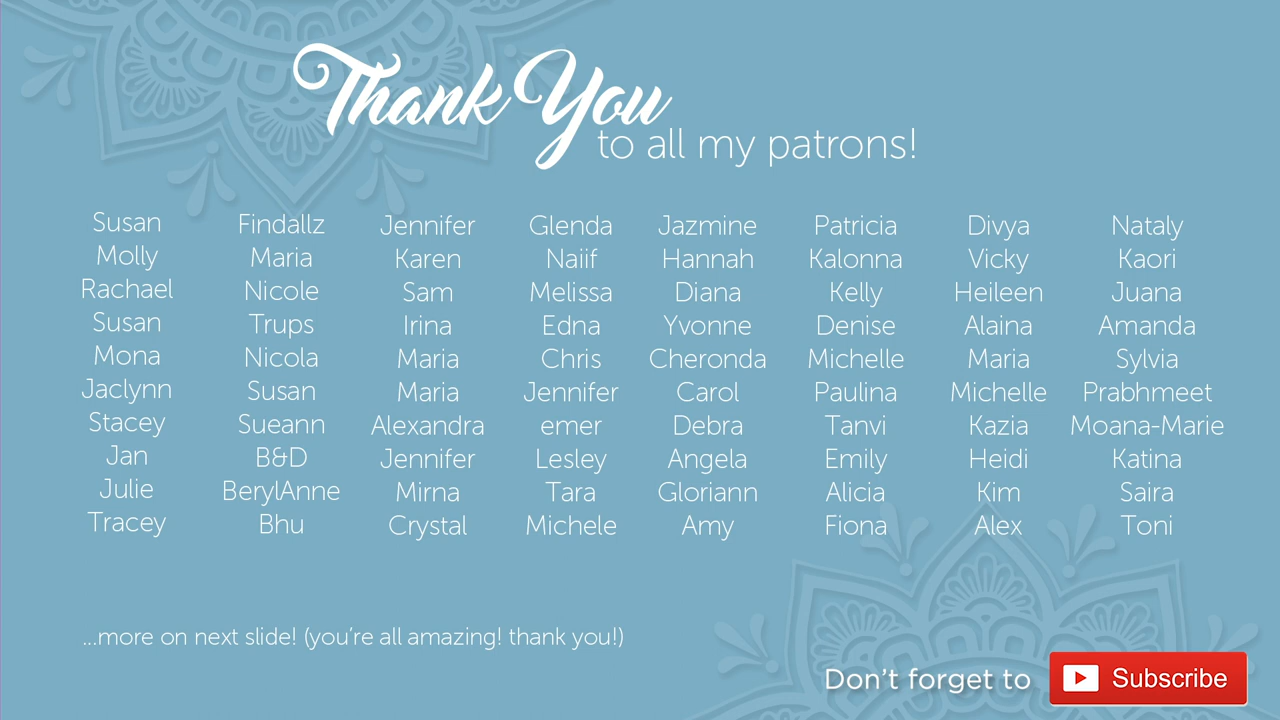 Thank You
to all my patrons!
Susan Findallz Jennifer Glenda Jazmine Patricia Divya Nataly
Molly Maria Karen Naiif Hannah Kalonna Vicky Kaori
Rachael Nicole Sam Melissa Diana Kelly Heileen Juana
Susan Trups Irina Edna Yvonne Denise Alaina Amanda
Mona Nicola Maria Chris Cheronda Michelle Maria Sylvia
Jaclynn Susan Maria Jennifer Carol Paulina Michelle Prabhmeet
Stacey Sueann Alexandra emer Debra Tanvi Kazia Moana-Marie
Jan B&D Jennifer Lesley Angela Emily Heidi Katina
Julie BerylAnne Mirna Tara Gloriann Alicia Kim Saira
Tracey Bhu Crystal Michele Amy Fiona Alex Toni
...more on next slide! (you're all amazing! thank you!)
Don't forget to Subscribe